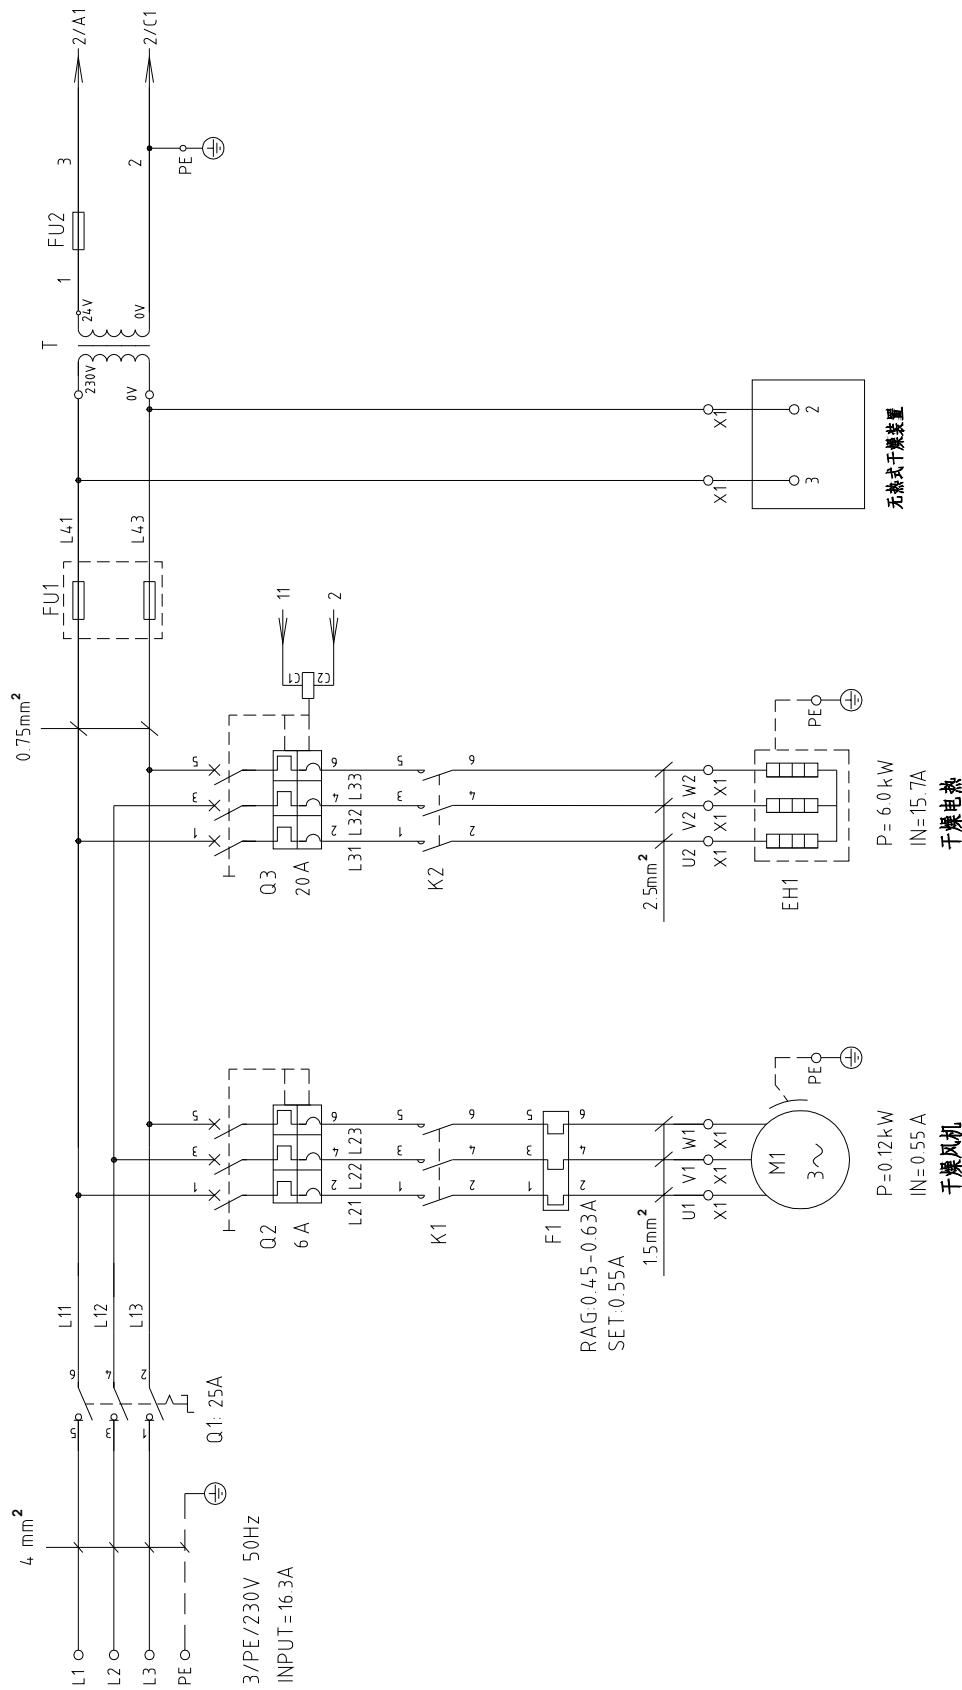 L1
L2
L3
PE
4 mm²
3/PE/230V 50Hz
INPUT=16.3A
5
3
1
6
4
2
Q1: 25A
L11
L12
L13
1
3
5
Q2
6 A
2
4
6
L21
L22
L23
1
3
5
K1
2
4
6
1
3
5
F1
2
4
6
RAG:0.45-0.63A
SET:0.55A
1.5mm²
U1
V1
W1
X1
X1
X1
M1
3~
PE
P=0.12kW
IN=0.55 A
干燥风机
1
3
5
Q3
20 A
2
4
6
L31
L32
L33
1
3
5
K2
2
4
6
C1
C2
11
2
2.5mm²
U2
V2
W2
X1
X1
X1
EH1
PE
P= 6.0kW
IN=15.7A
干燥电热
0.75mm²
FU1
L41
L43
X1
X1
3
2
无热式干燥装置
T
230V
0V
24V
0V
1
FU2
3
2
PE
2/A1
2/C1